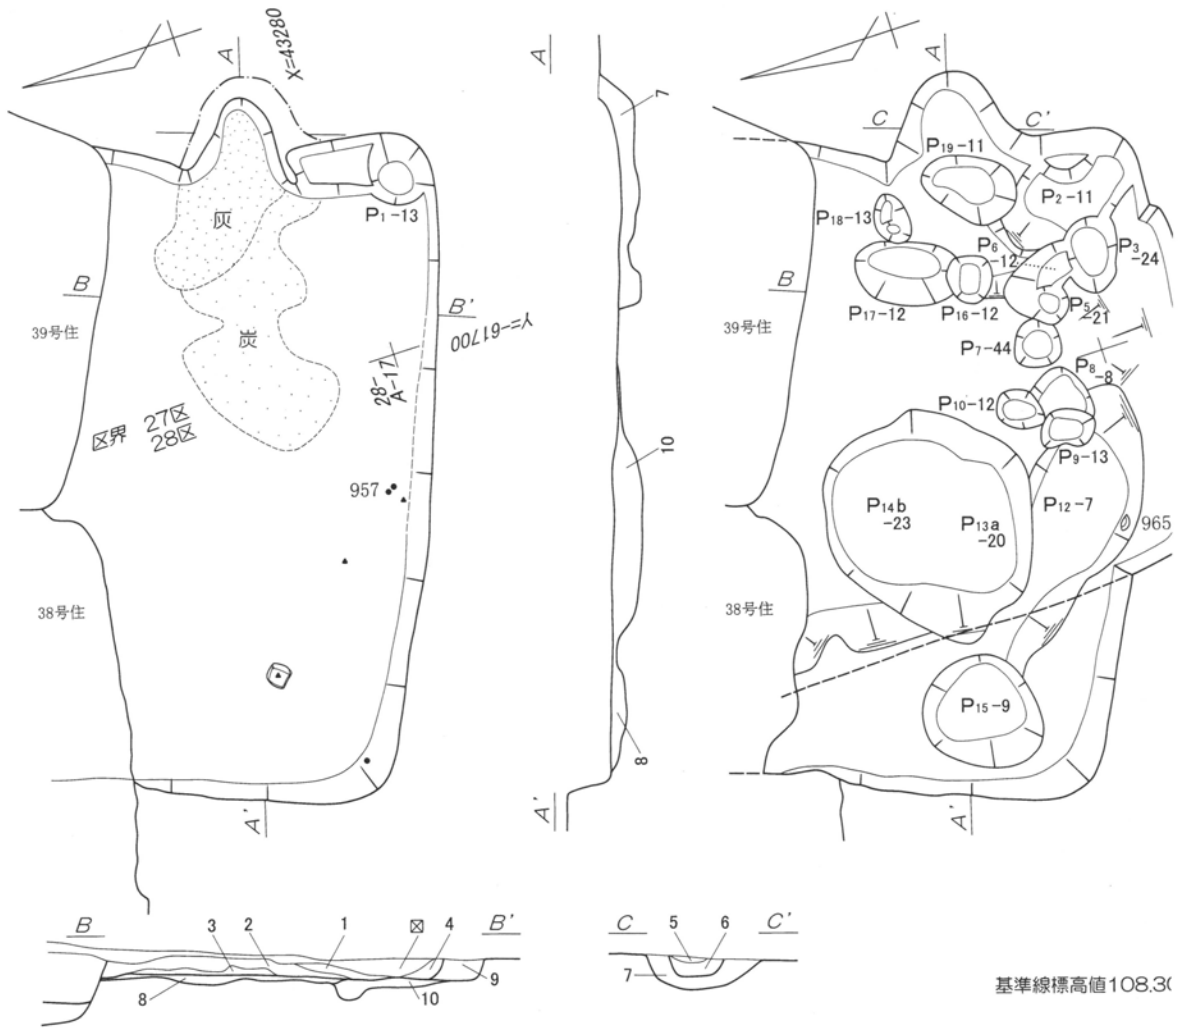 A
X=43280
灰
P1-13
B
B'
39号住
Y=-61700
炭
28-
A-17
区界 27区
28区
957
38号住
A'
A
7
10
8
A'
A
C
C'
P19-11
P2-11
P18-13
P6
-12
P3
-24
B
39号住
P17-12
P16-12
P5
-21
P7-44
P8
-8
P10-12
P9-13
P14b
-23
P13a
-20
P12-7
965
38号住
P15-9
A'
B
3
2
1
4
B'
8
10
9
C
5
6
C'
7
基準線標高値108.3